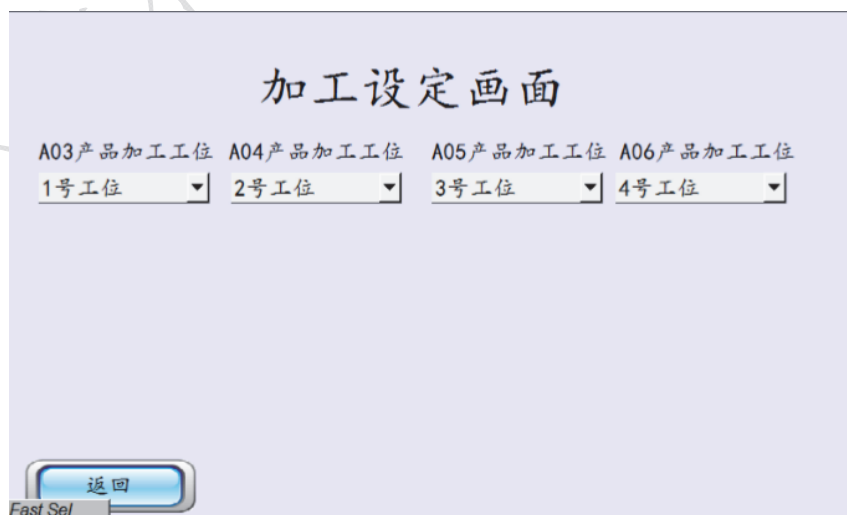 加工设定画面
A03产品加工工位 A04产品加工工位 A05产品加工工位 A06产品加工工位
1号工位 2号工位 3号工位 4号工位
返回
Fast Sel